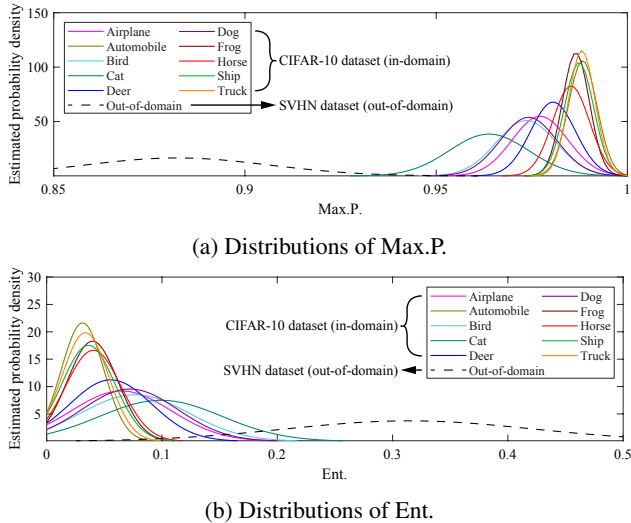 Estimated probability density
150
100
50
0.85
0.9
0.95
1
Max.P.
Airplane
Automobile
Bird
Cat
Deer
Out-of-domain
Dog
Frog
Horse
Ship
Truck
CIFAR-10 dataset (in-domain)
SVHN dataset (out-of-domain)
(a) Distributions of Max.P.
Estimated probability density
30
25
20
15
10
5
0
0.1
0.2
0.3
0.4
0.5
Ent.
CIFAR-10 dataset (in-domain)
SVHN dataset (out-of-domain)
Airplane
Automobile
Bird
Cat
Deer
Dog
Frog
Horse
Ship
Truck
Out-of-domain
(b) Distributions of Ent.